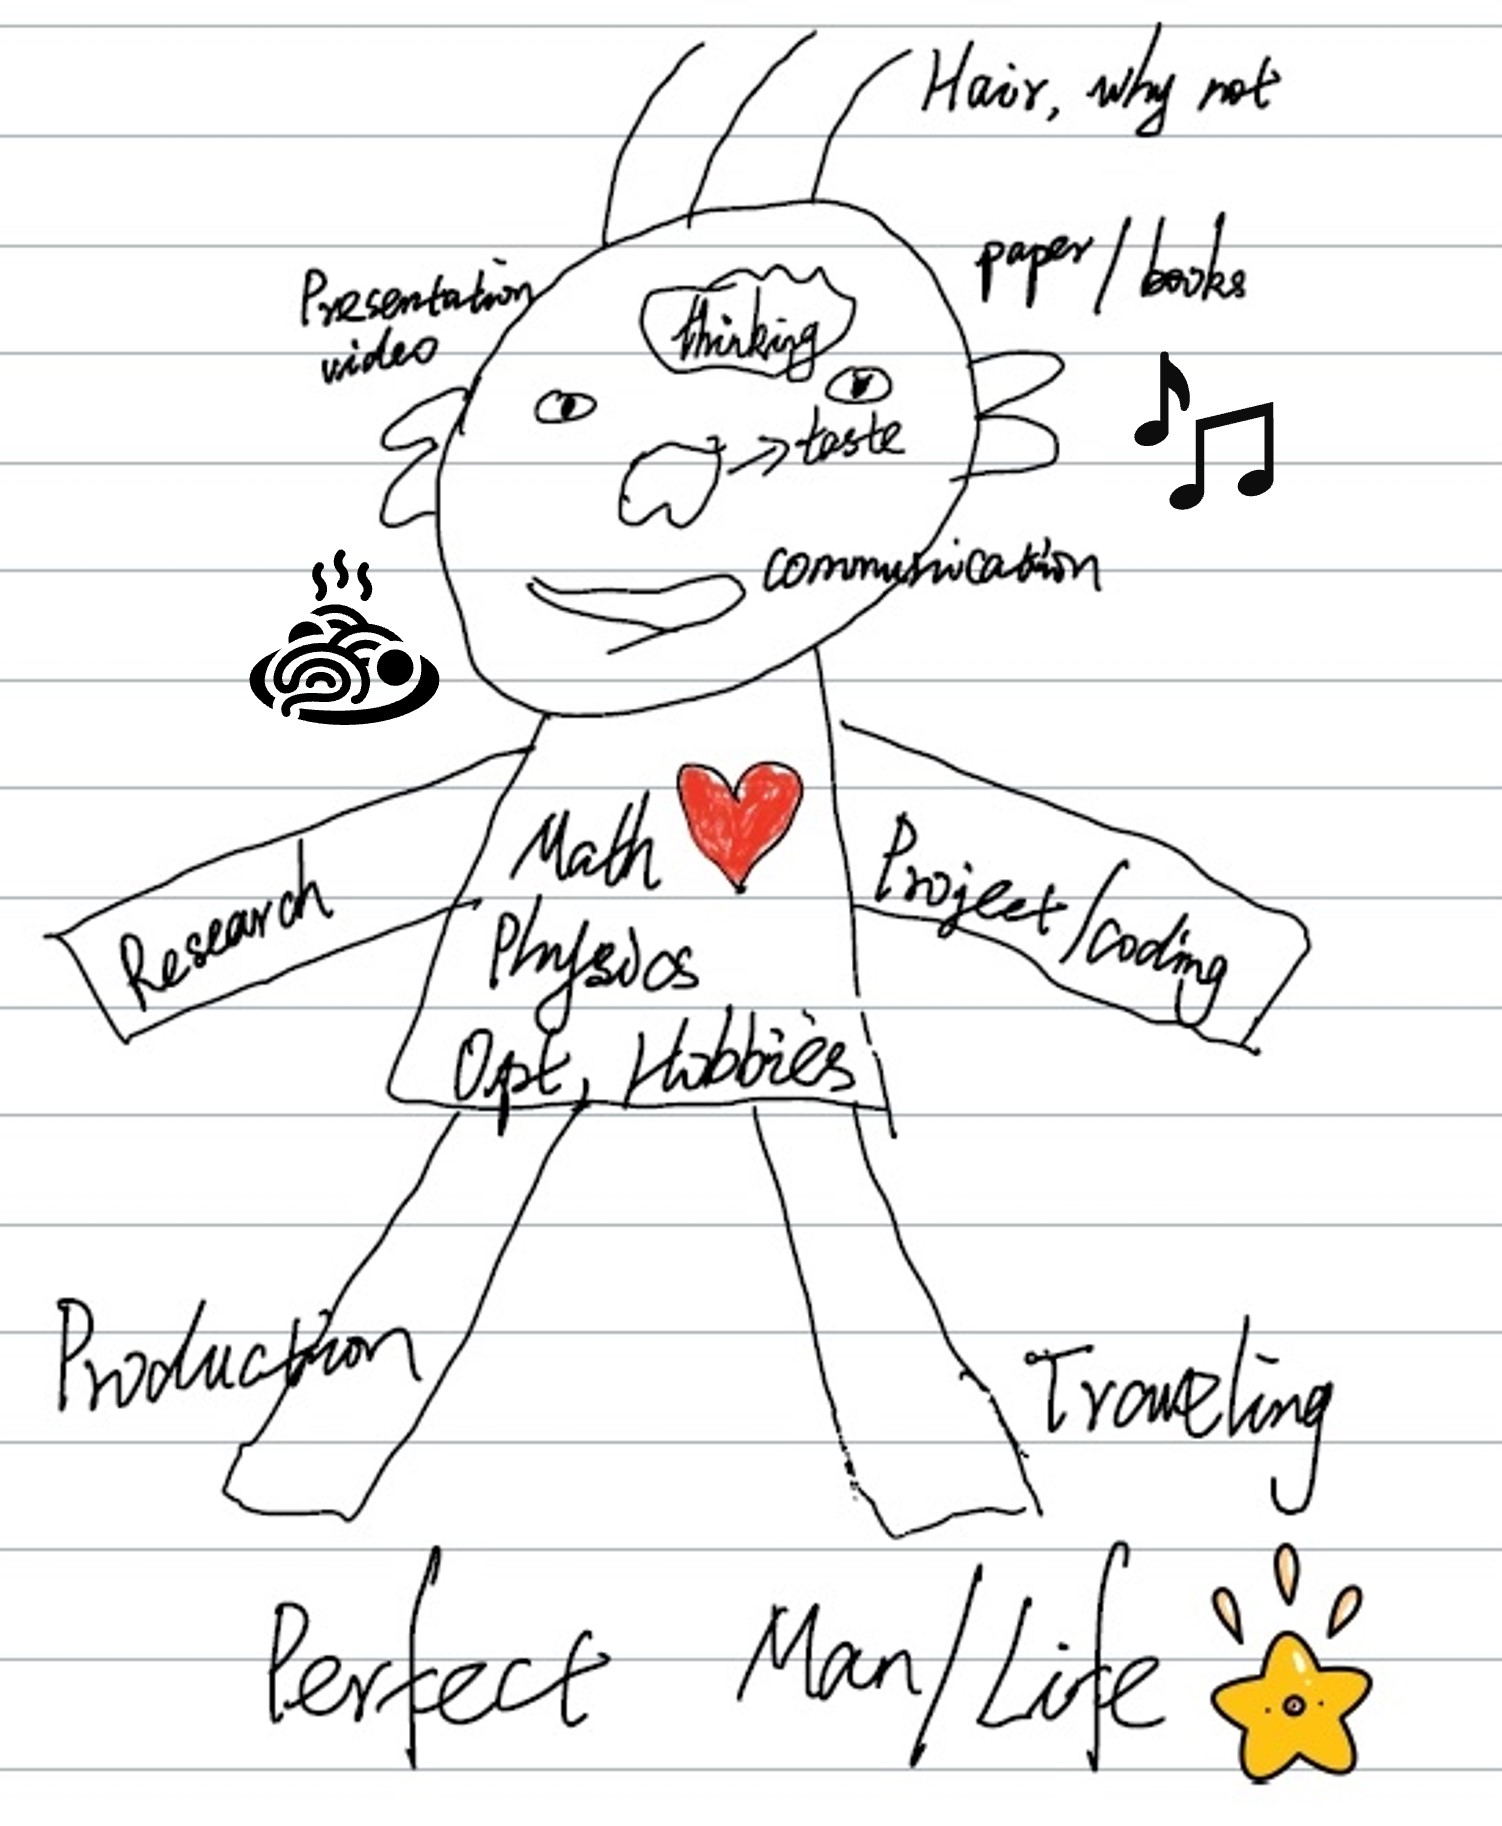 Hair, why not
paper/books
Presentation
video
thinking
taste
communication
Math
Physics
Opt, Hobbies
Research
Project/coding
Production
Traveling
Perfect Man/Life